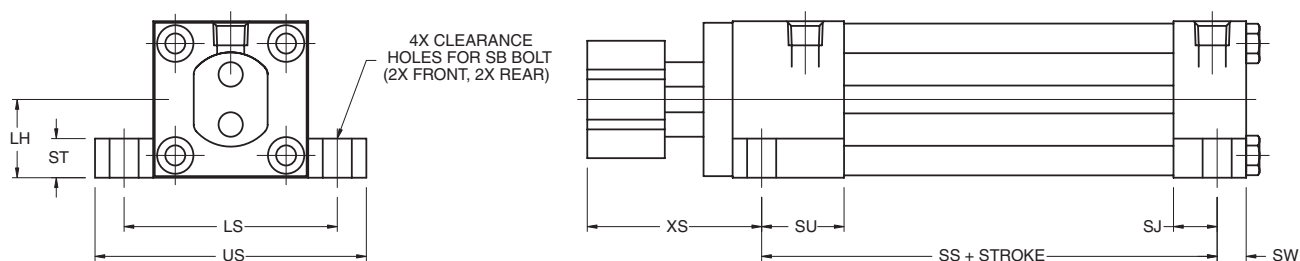 4X CLEARANCE
HOLES FOR SB BOLT
(2X FRONT, 2X REAR)
LH
ST
LS
US
XS
SU
SJ
SS + STROKE
SW